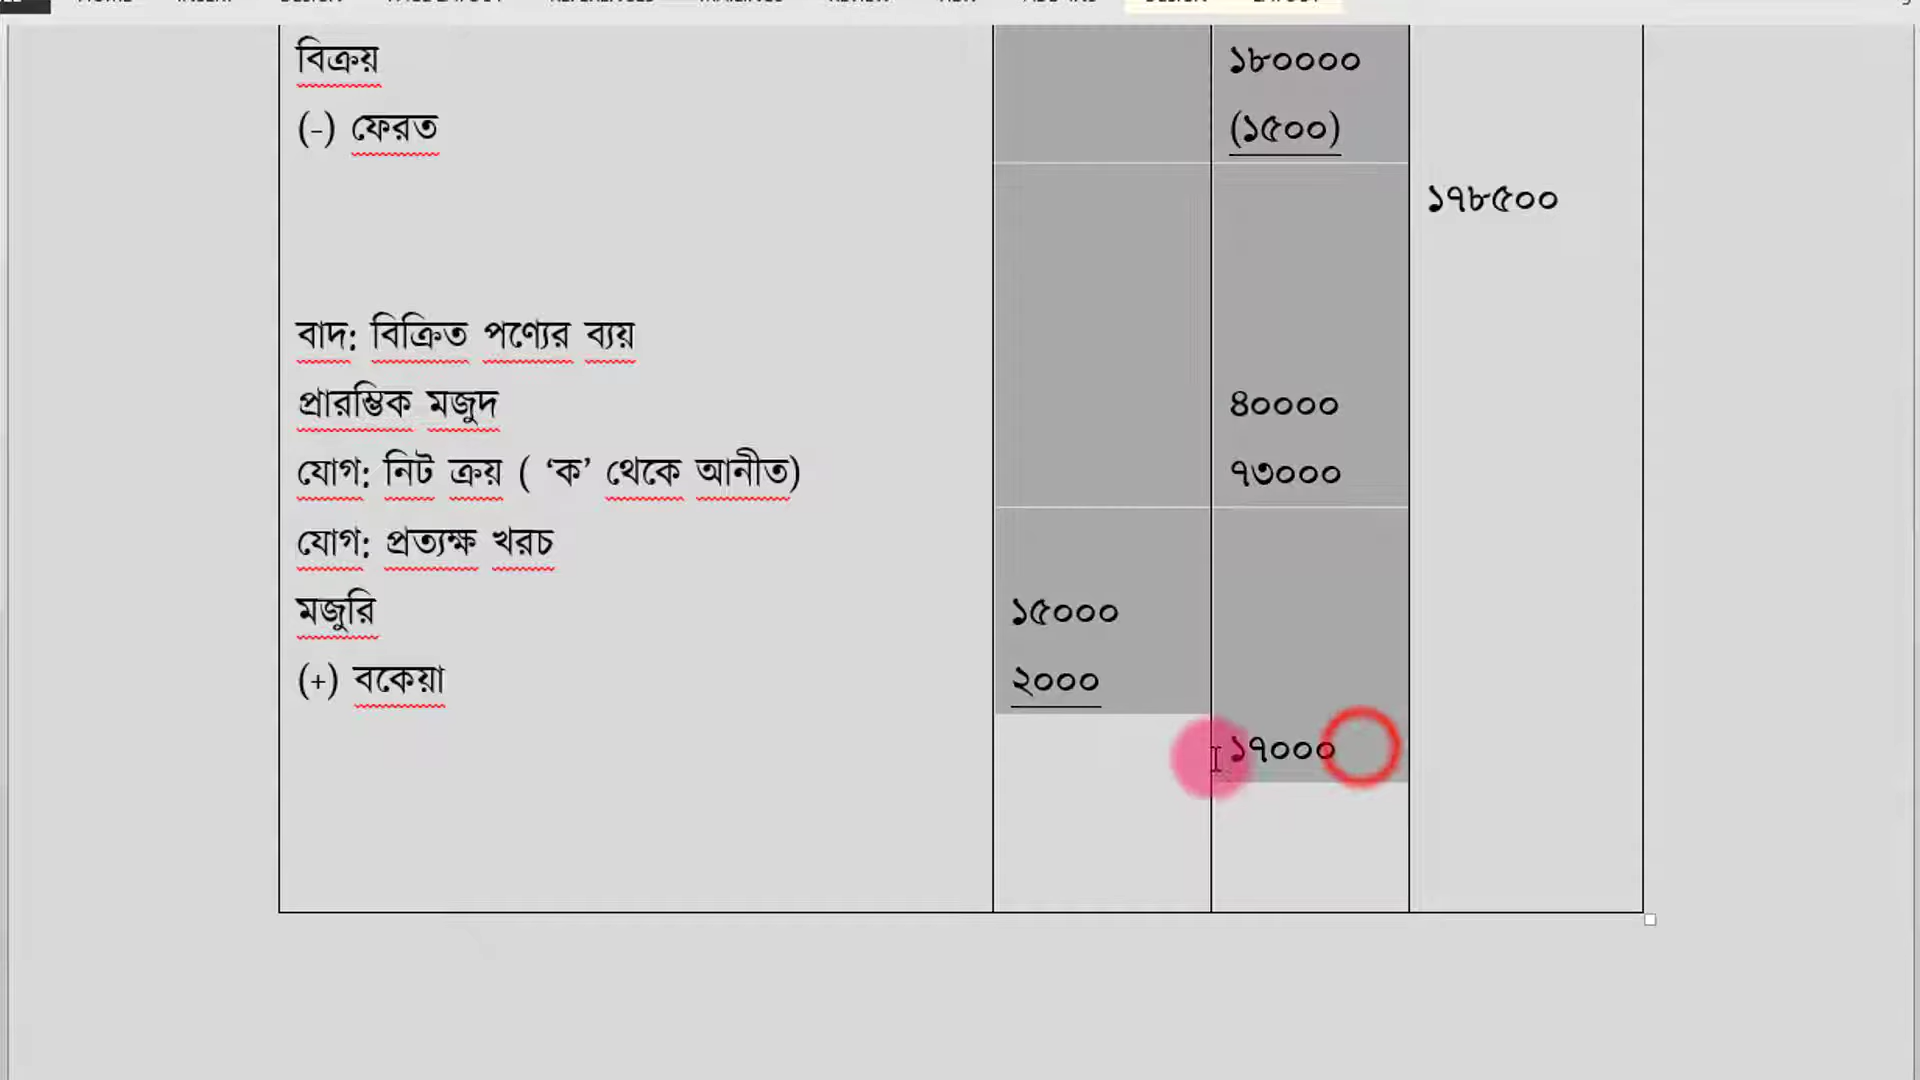 বিক্রয় ১৮০০০০
(-) ফেরত (১৫০০)
১৭৮৫০০
বাদ: বিক্রিত পণ্যের ব্যয়
প্রারম্ভিক মজুদ ৪০০০০
যোগ: নিট ক্রয় ( ‘ক’ থেকে আনীত) ৭৩০০০
যোগ: প্রত্যক্ষ খরচ
মজুরি ১৫০০০
(+) বকেয়া ২০০০
১৭০০০